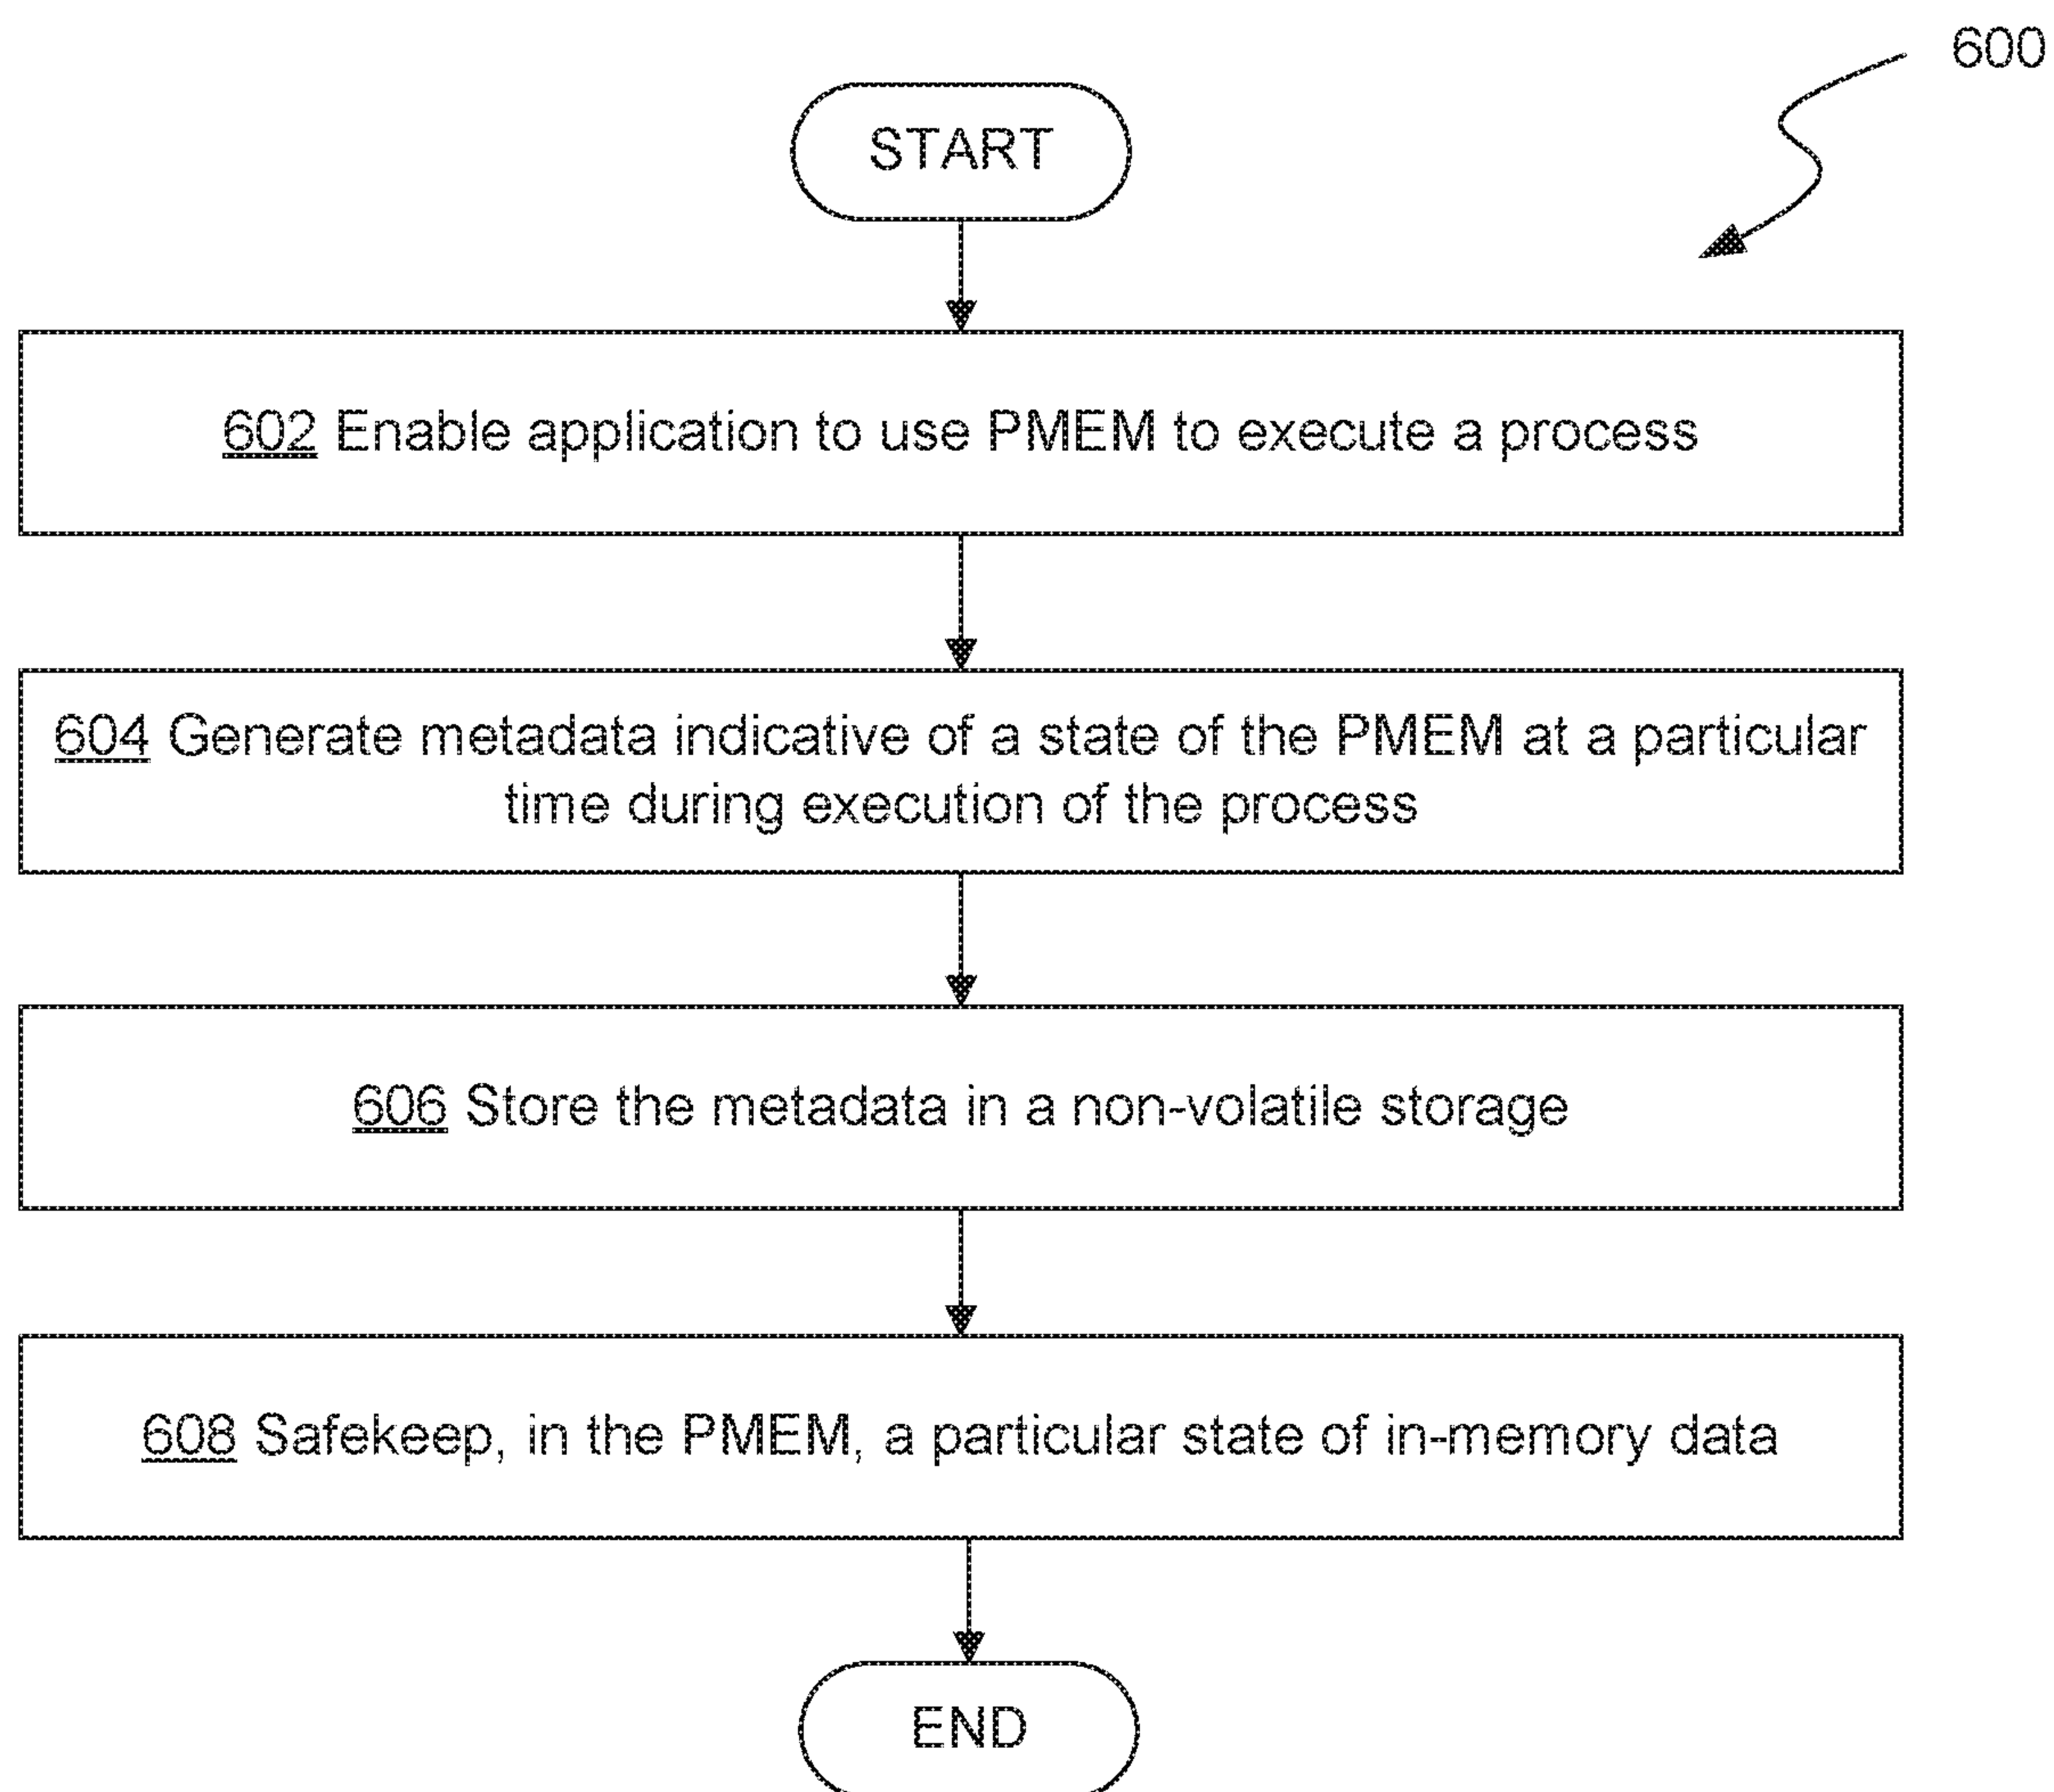 600
START
602 Enable application to use PMEM to execute a process
604 Generate metadata indicative of a state of the PMEM at a particular
time during execution of the process
606 Store the metadata in a non-volatile storage
608 Safekeep, in the PMEM, a particular state of in-memory data
END